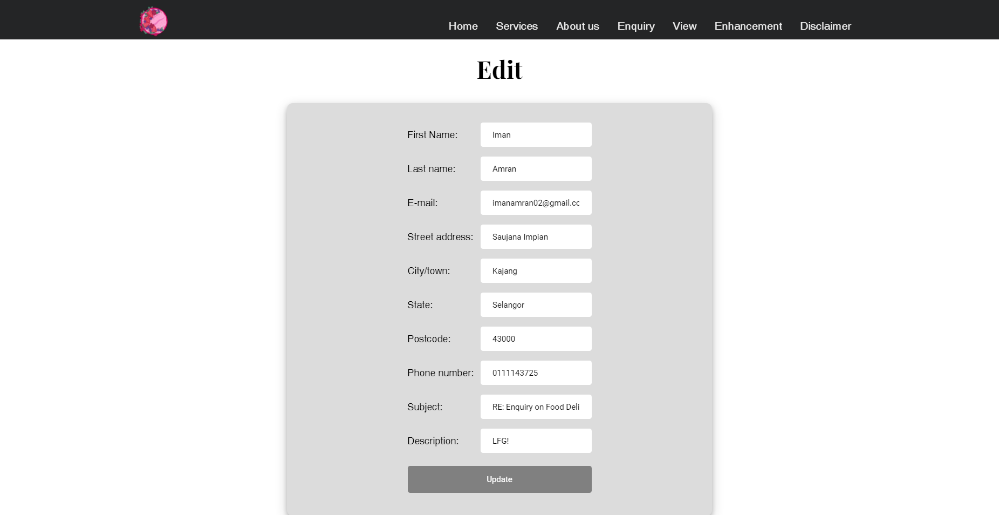 Home Services About us Enquiry View Enhancement Disclaimer
Edit
First Name: Iman
Last name: Amran
E-mail: imanamran02@gmail.cc
Street address: Saujana Impian
City/town: Kajang
State: Selangor
Postcode: 43000
Phone number: 0111143725
Subject: RE: Enquiry on Food Deli
Description: LFG!
Update